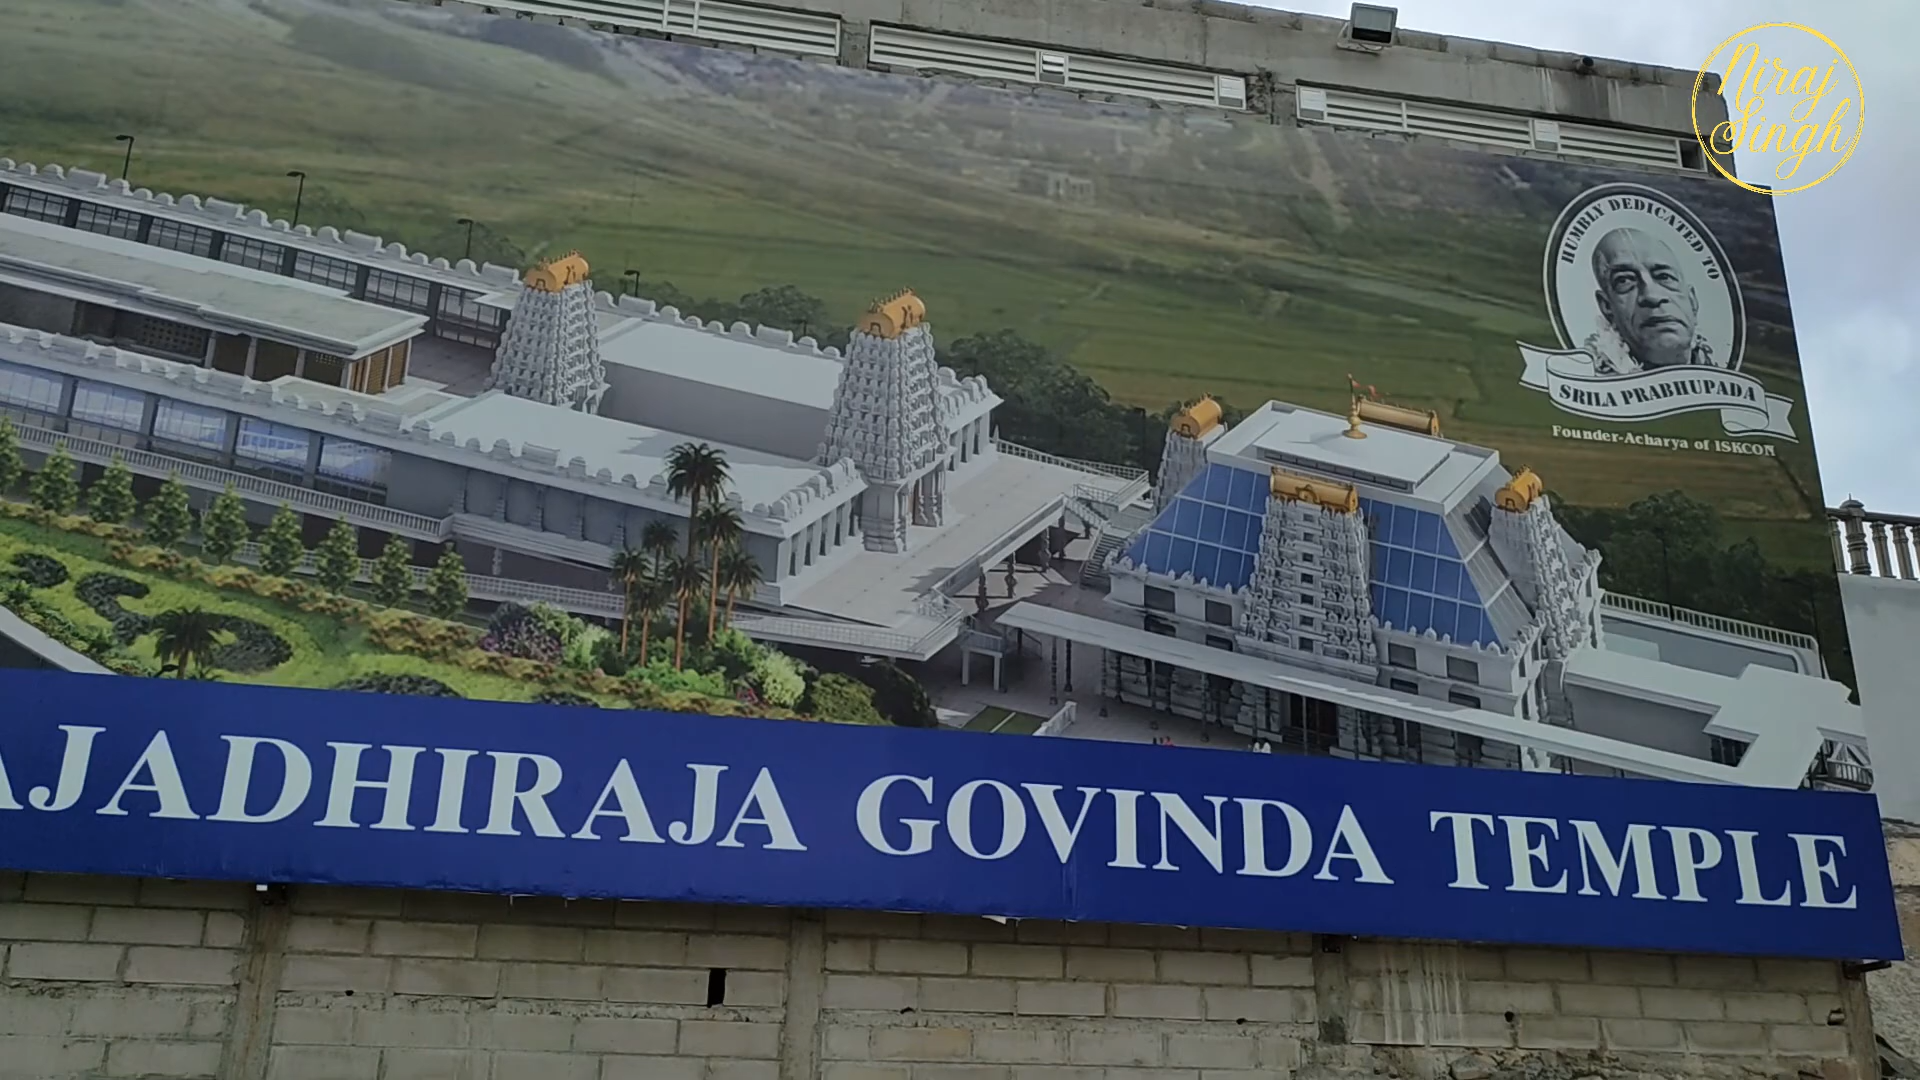 Niraj
Singh
HUMBLY DEDICATED TO
SRILA PRABHUPADA
Founder-Acharya of ISKCON
AJADHIRAJA GOVINDA TEMPLE